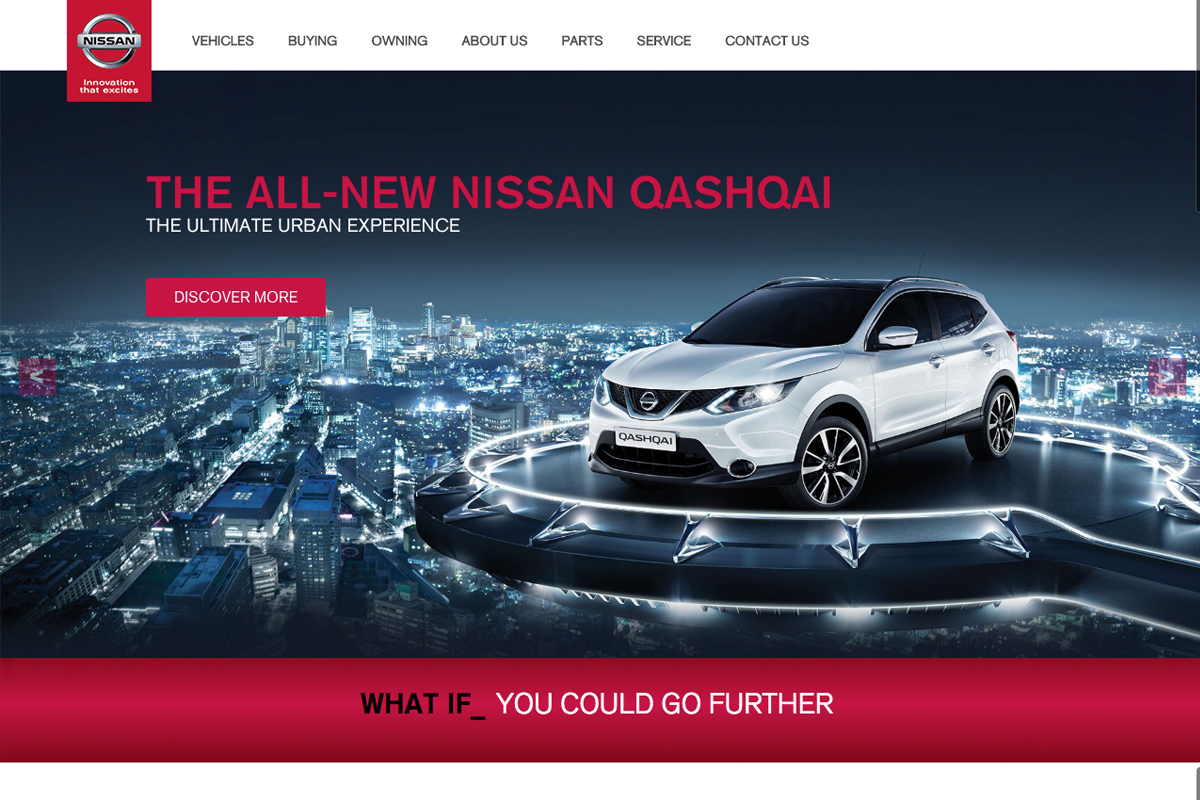 NISSAN
Innovation
that excites
VEHICLES BUYING OWNING ABOUT US PARTS SERVICE CONTACT US
THE ALL-NEW NISSAN QASHQAI
THE ULTIMATE URBAN EXPERIENCE
DISCOVER MORE
QASHQAI
WHAT IF_ YOU COULD GO FURTHER